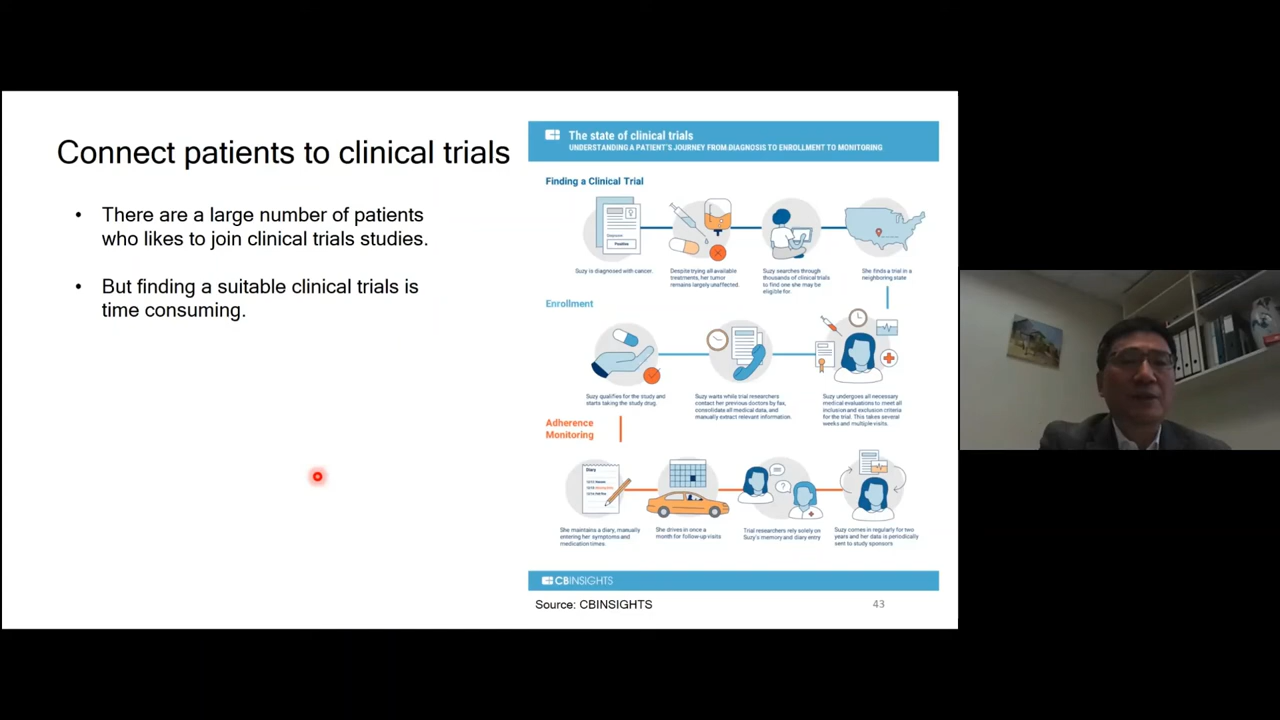 Connect patients to clinical trials
• There are a large number of patients
who likes to join clinical trials studies.
• But finding a suitable clinical trials is
time consuming.
The state of clinical trials
UNDERSTANDING A PATIENT'S JOURNEY FROM DIAGNOSIS TO ENROLLMENT TO MONITORING
Finding a Clinical Trial
Diagnosis
Positive
Suzy is diagnosed with cancer.
Despite trying all available
treatments, her tumor
remains largely unaffected.
Suzy searches through
thousands of clinical trials
to find one she may be
eligible for.
She finds a trial in a
neighboring state
Enrollment
Suzy qualifies for the study and
starts taking the study drug.
Suzy waits while trial researchers
contact her previous doctors by fax,
consolidate all medical data, and
manually extract relevant information.
Suzy undergoes all necessary
medical evaluations to meet all
inclusion and exclusion criteria
for the trial. This takes several
weeks and multiple visits.
Adherence
Monitoring
Diary
She maintains a diary, manually
entering her symptoms and
medication times.
She drives in once a
month for follow-up visits
Trial researchers rely solely on
Suzy's memory and diary entry
Suzy comes in regularly for two
years and her data is periodically
sent to study sponsors
CBINSIGHTS
Source: CBINSIGHTS
43